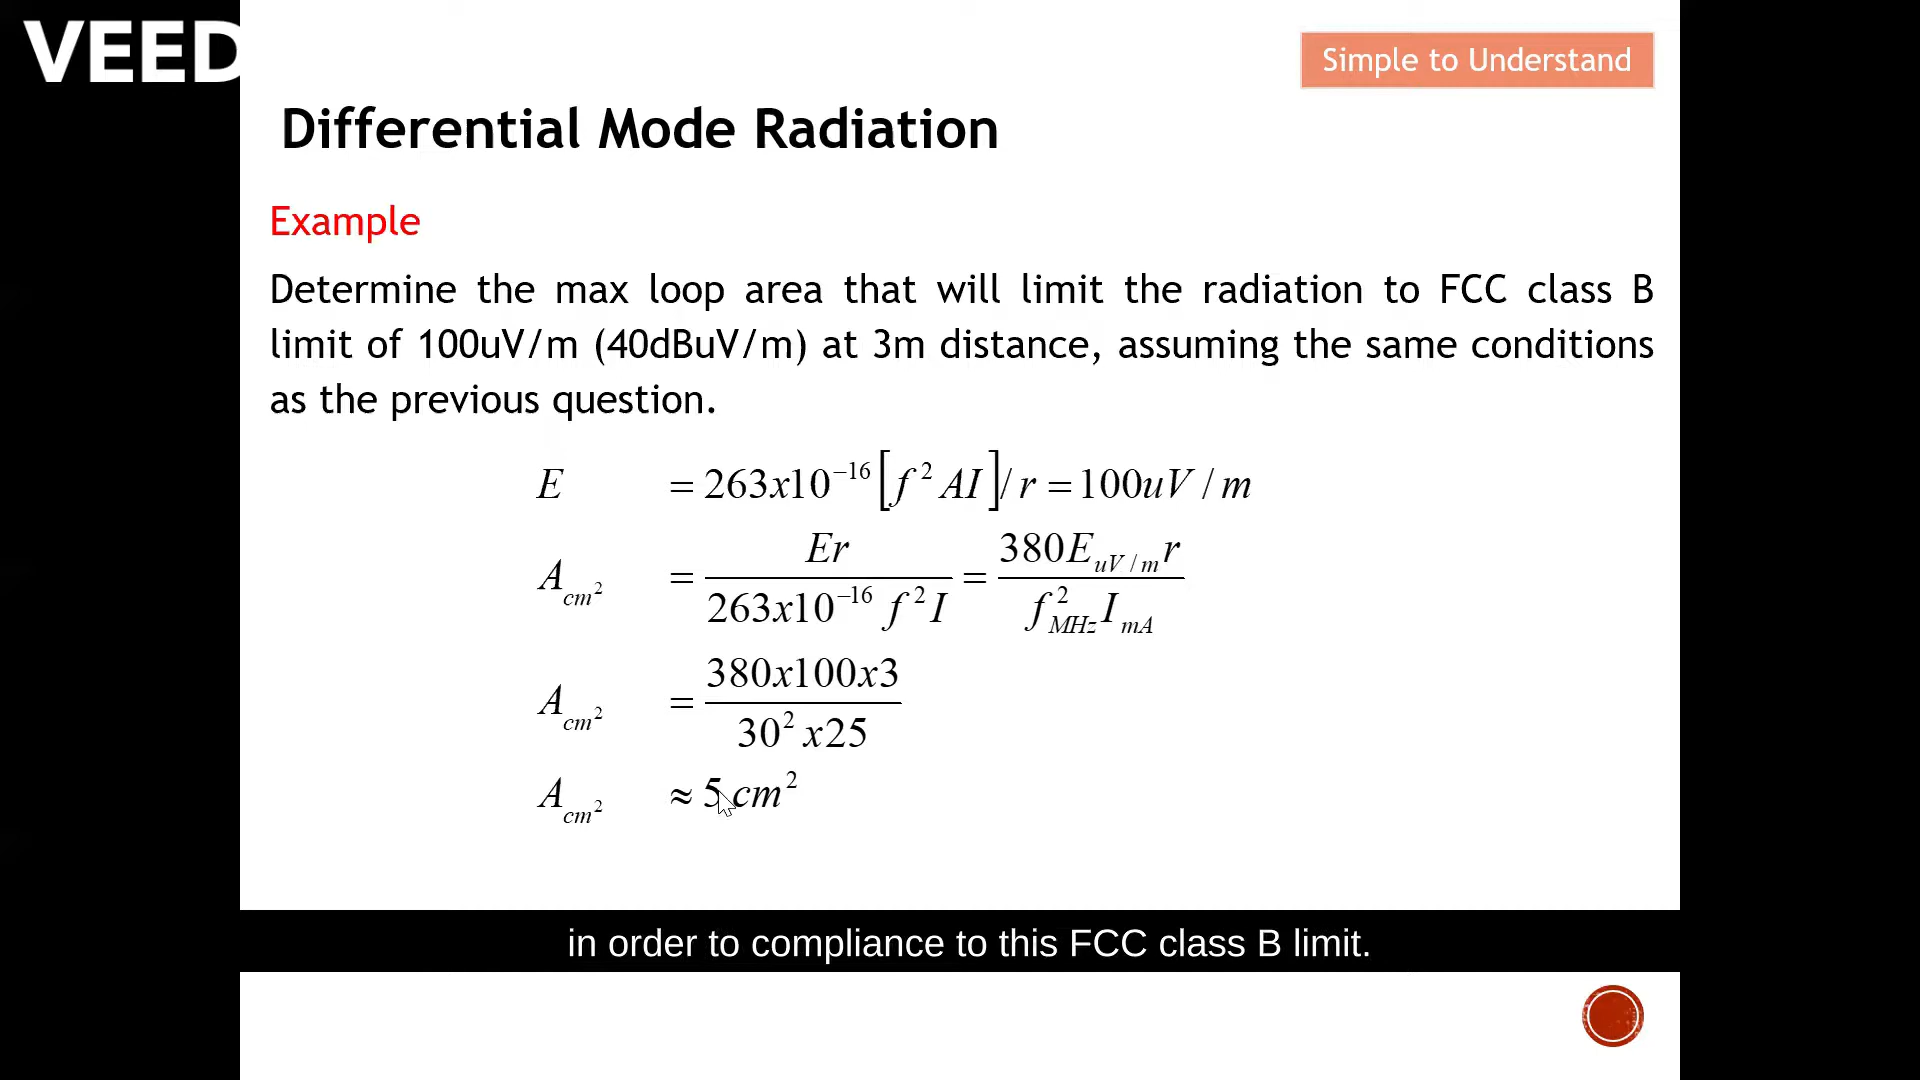 VEED
Simple to Understand
Differential Mode Radiation
Example
Determine the max loop area that will limit the radiation to FCC class B
limit of 100uV/m (40dBuV/m) at 3m distance, assuming the same conditions
as the previous question.
E = 263x10⁻¹⁶[f² AI]/ r = 100uV / m
A_cm² = Er / 263x10⁻¹⁶ f² I = 380E_uV/m r / f²_MHz I_mA
A_cm² = 380x100x3 / 30² x25
A_cm² ≈ 5 cm²
in order to compliance to this FCC class B limit.